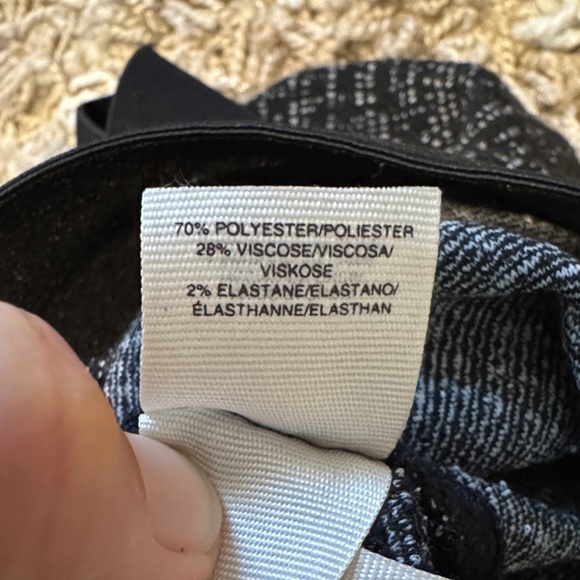 70% POLYESTER/POLIESTER
28% VISCOSE/VISCOSA/
VISKOSE
2% ELASTANE/ELASTANO/
ÉLASTHANNE/ELASTHAN